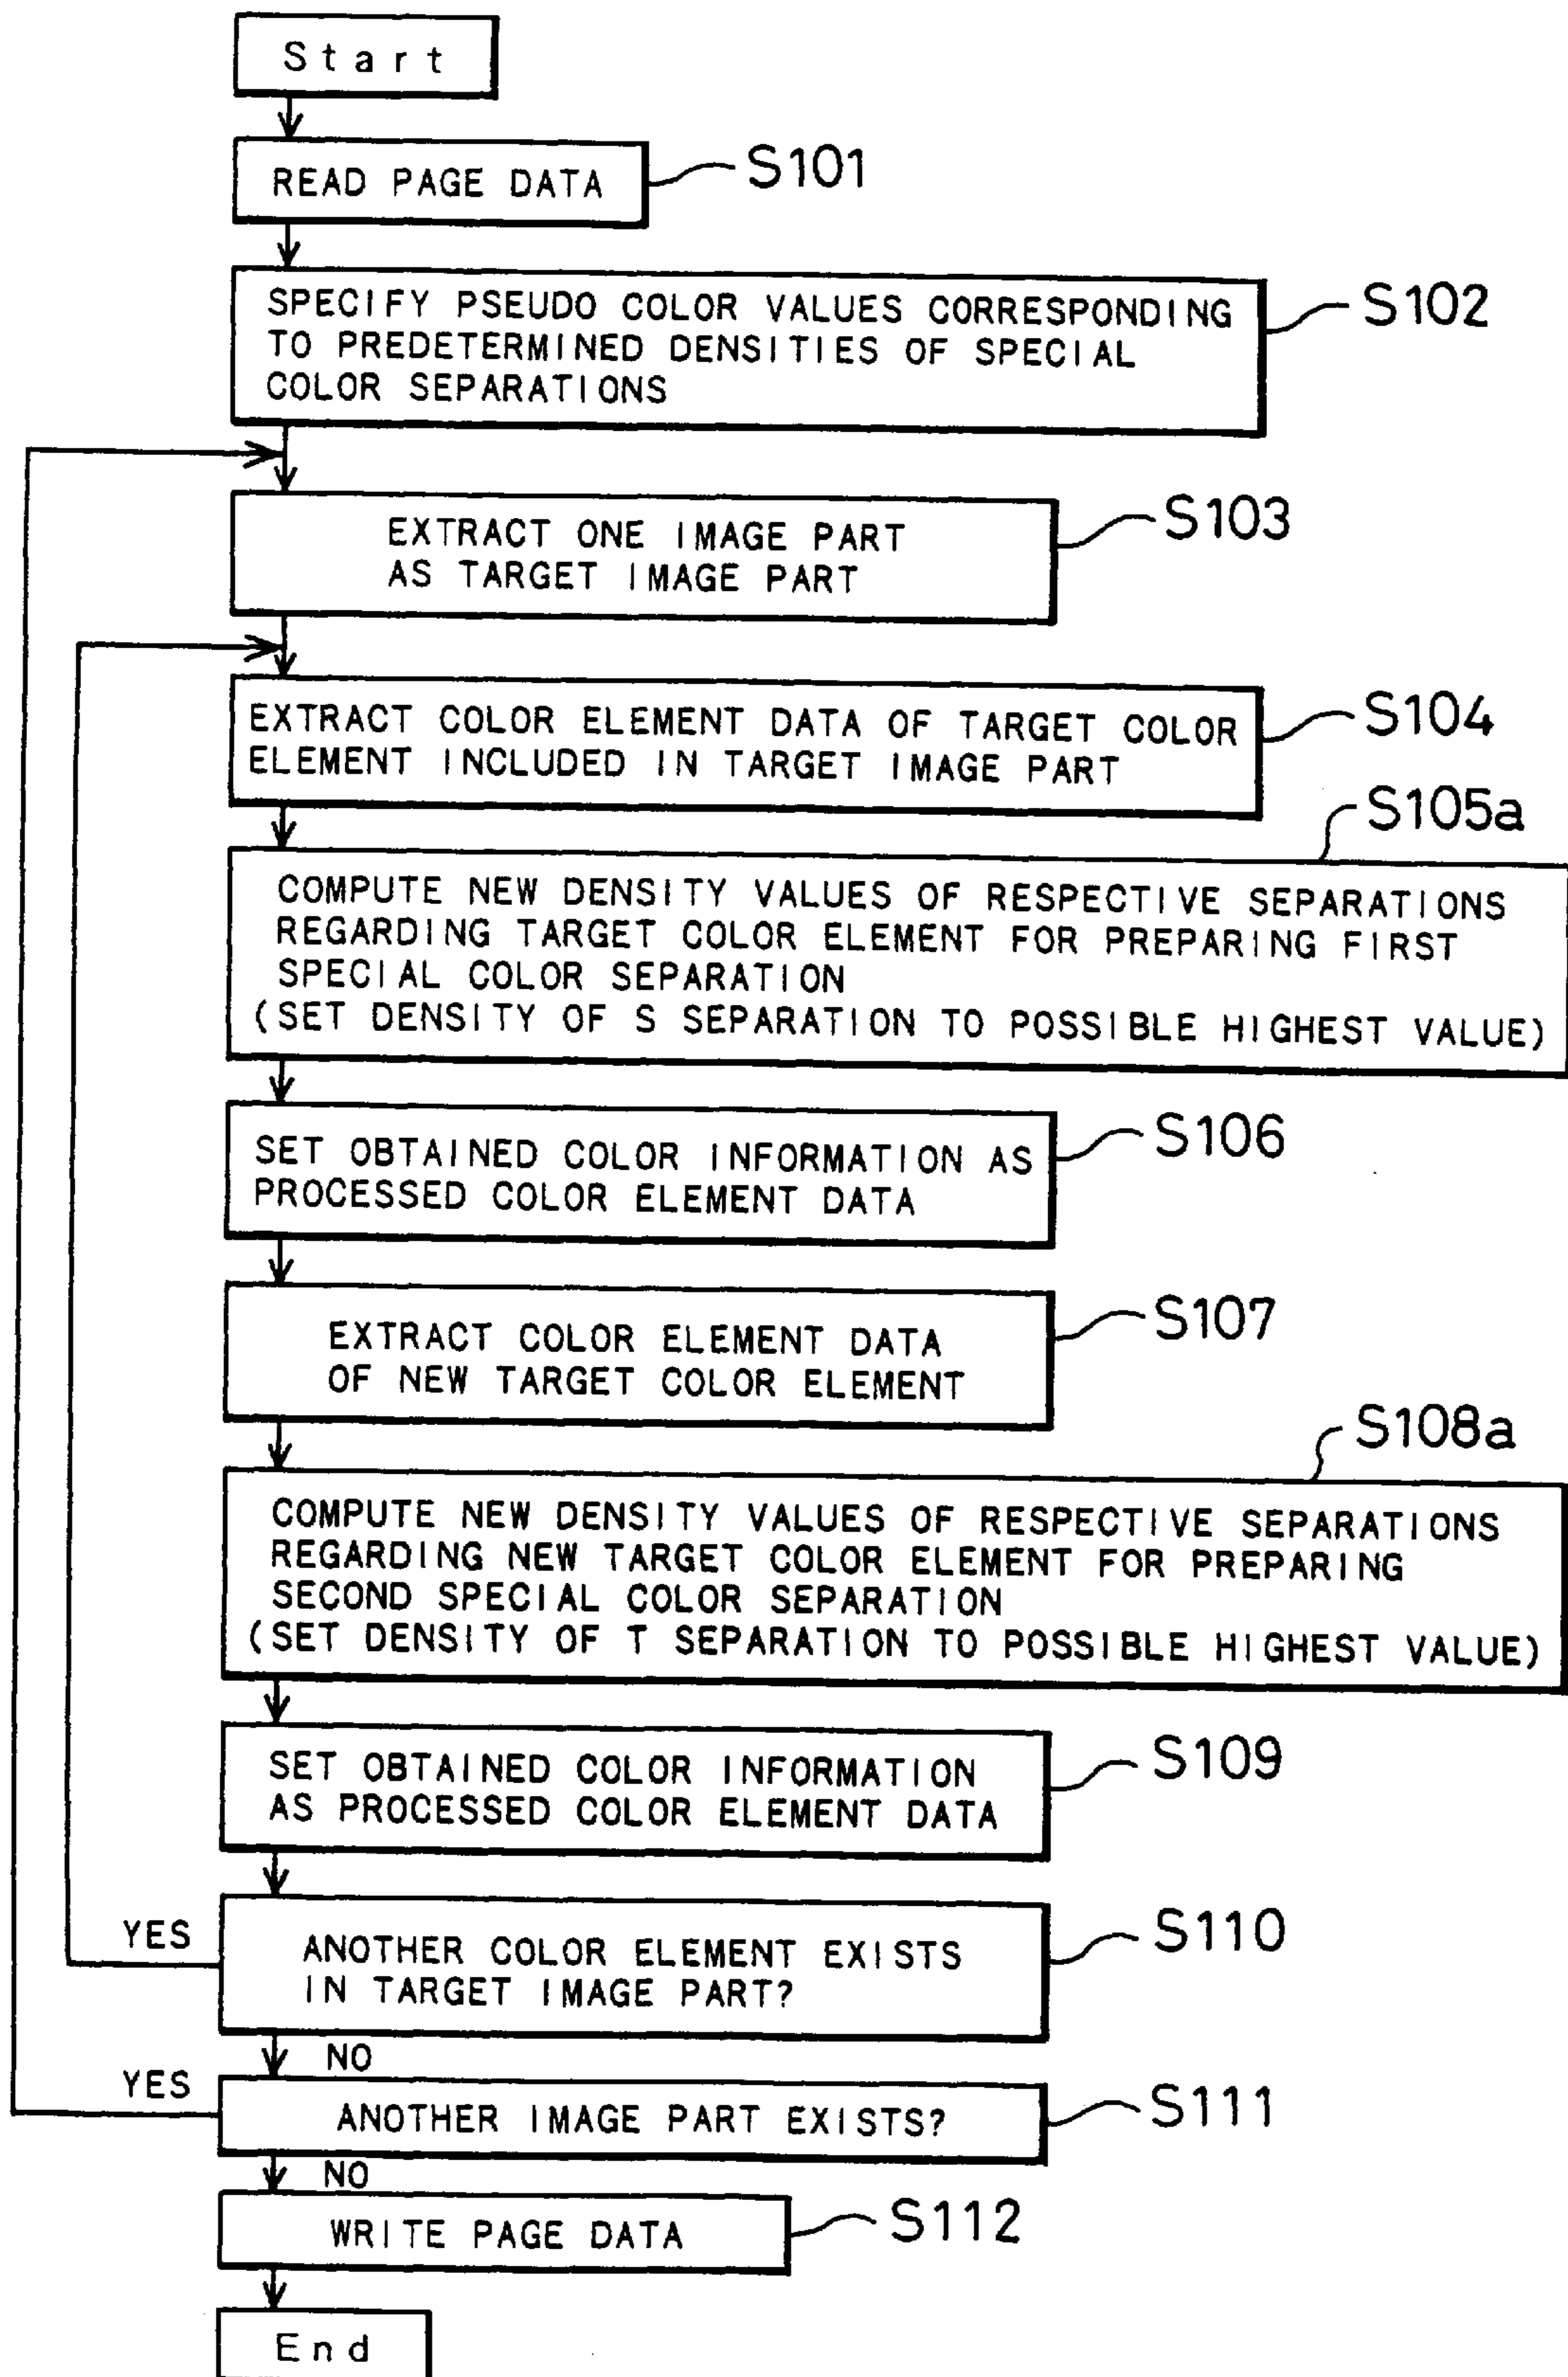 Start
READ PAGE DATA
S101
SPECIFY PSEUDO COLOR VALUES CORRESPONDING
TO PREDETERMINED DENSITIES OF SPECIAL
COLOR SEPARATIONS
S102
EXTRACT ONE IMAGE PART
AS TARGET IMAGE PART
S103
EXTRACT COLOR ELEMENT DATA OF TARGET COLOR
ELEMENT INCLUDED IN TARGET IMAGE PART
S104
S105a
COMPUTE NEW DENSITY VALUES OF RESPECTIVE SEPARATIONS
REGARDING TARGET COLOR ELEMENT FOR PREPARING FIRST
SPECIAL COLOR SEPARATION
(SET DENSITY OF S SEPARATION TO POSSIBLE HIGHEST VALUE)
SET OBTAINED COLOR INFORMATION AS
PROCESSED COLOR ELEMENT DATA
S106
EXTRACT COLOR ELEMENT DATA
OF NEW TARGET COLOR ELEMENT
S107
S108a
COMPUTE NEW DENSITY VALUES OF RESPECTIVE SEPARATIONS
REGARDING NEW TARGET COLOR ELEMENT FOR PREPARING
SECOND SPECIAL COLOR SEPARATION
(SET DENSITY OF T SEPARATION TO POSSIBLE HIGHEST VALUE)
SET OBTAINED COLOR INFORMATION
AS PROCESSED COLOR ELEMENT DATA
S109
YES
ANOTHER COLOR ELEMENT EXISTS
IN TARGET IMAGE PART?
S110
NO
YES
ANOTHER IMAGE PART EXISTS?
S111
NO
WRITE PAGE DATA
S112
End